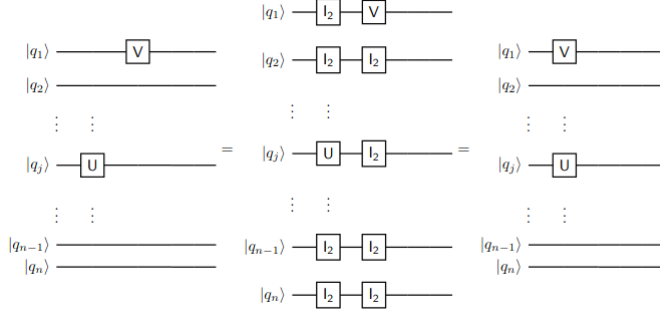 |q₁⟩ V
|q₂⟩
⋮ ⋮
|qⱼ⟩ U
⋮ ⋮
|qₙ₋₁⟩
|qₙ⟩
=
|q₁⟩ I₂ V
|q₂⟩ I₂ I₂
⋮ ⋮
|qⱼ⟩ U I₂
⋮ ⋮
|qₙ₋₁⟩ I₂ I₂
|qₙ⟩ I₂ I₂
=
|q₁⟩ V
|q₂⟩
⋮ ⋮
|qⱼ⟩ U
⋮ ⋮
|qₙ₋₁⟩
|qₙ⟩